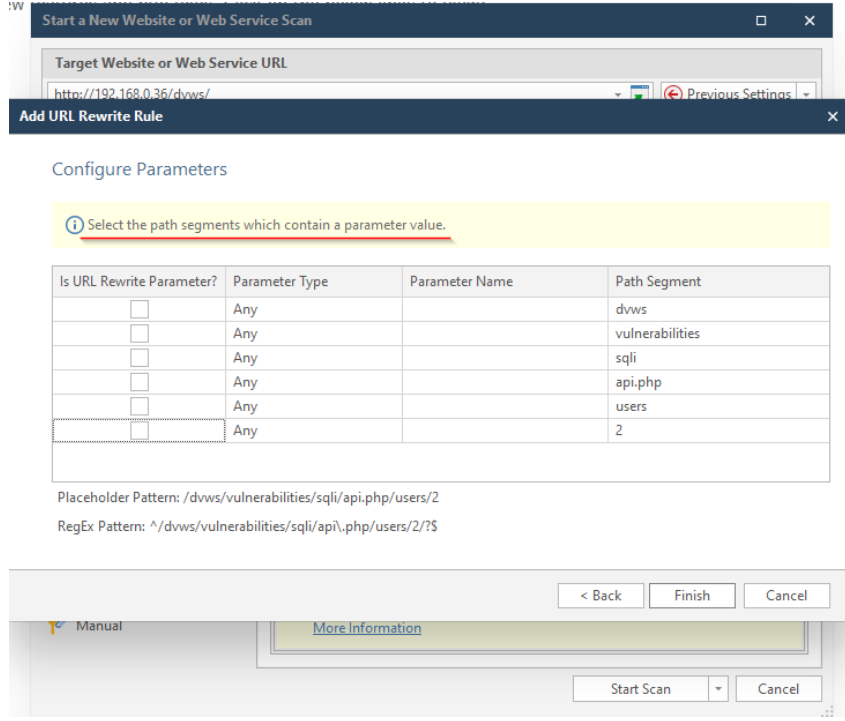 Start a New Website or Web Service Scan
Target Website or Web Service URL
http://192.168.0.36/dvws/
Previous Settings
Add URL Rewrite Rule
Configure Parameters
Select the path segments which contain a parameter value.
Is URL Rewrite Parameter? Parameter Type Parameter Name Path Segment
Any dvws
Any vulnerabilities
Any sqli
Any api.php
Any users
Any 2
Placeholder Pattern: /dvws/vulnerabilities/sqli/api.php/users/2
RegEx Pattern: ^/dvws/vulnerabilities/sqli/api\.php/users/2/?$
< Back Finish Cancel
Manual
More Information
Start Scan Cancel